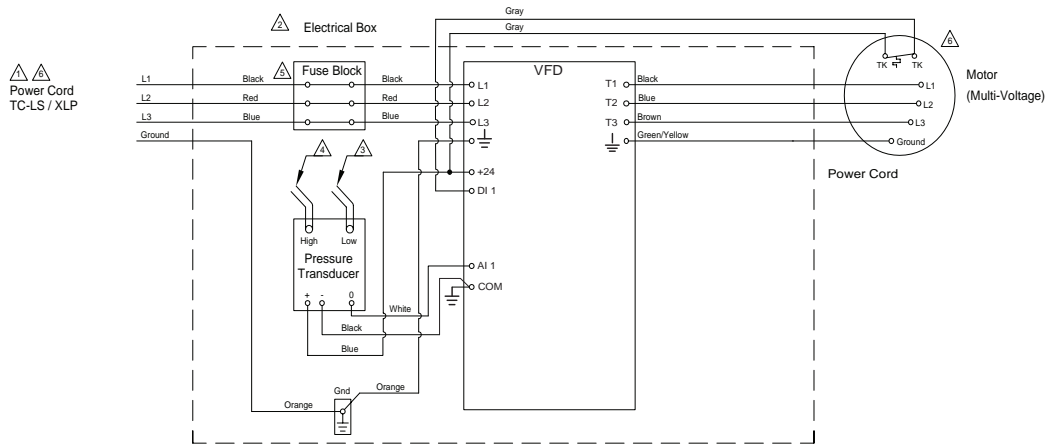 Gray
Gray
2 Electrical Box
6
1 6
Power Cord
TC-LS / XLP
L1 Black 5 Fuse Block Black L1 VFD T1 Black L1
L2 Red Red L2 T2 Blue L2
L3 Blue Blue L3 T3 Brown L3
Ground Green/Yellow Ground
TK TK
Motor
(Multi-Voltage)
Power Cord
+24
DI 1
4 3
High Low
Pressure
Transducer
+ - 0
AI 1
COM
White
Black
Blue
Gnd Orange
Orange